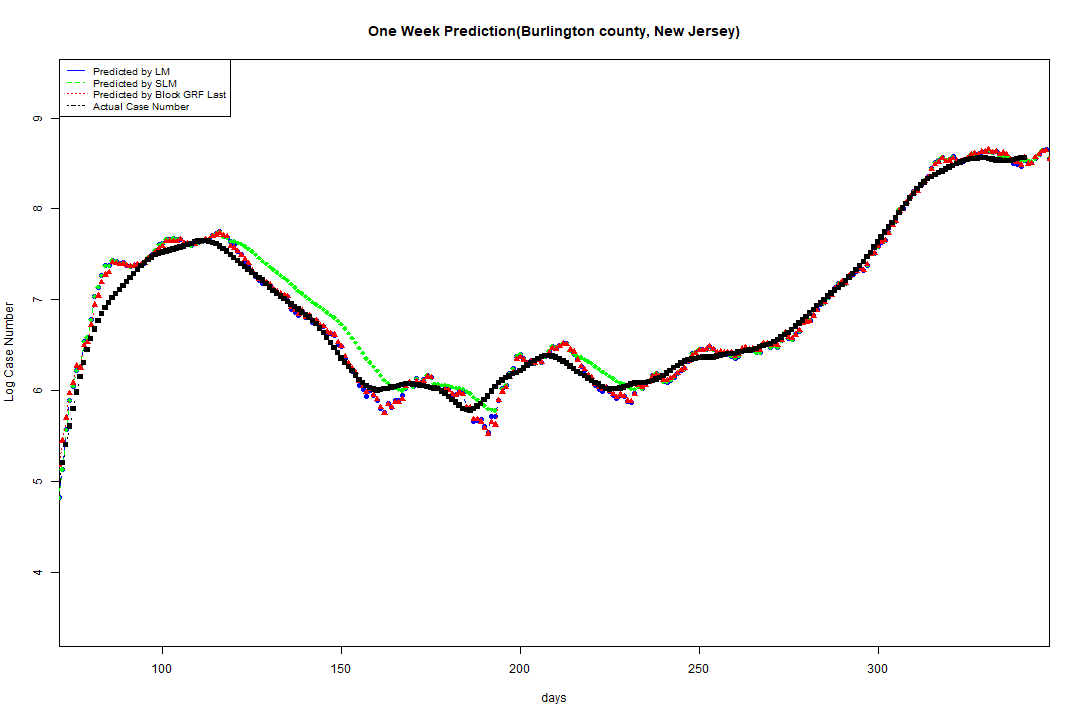 One Week Prediction(Burlington county, New Jersey)
Predicted by LM
Predicted by SLM
Predicted by Block GRF Last
Actual Case Number
9
8
7
6
5
4
Log Case Number
100 150 200 250 300
days